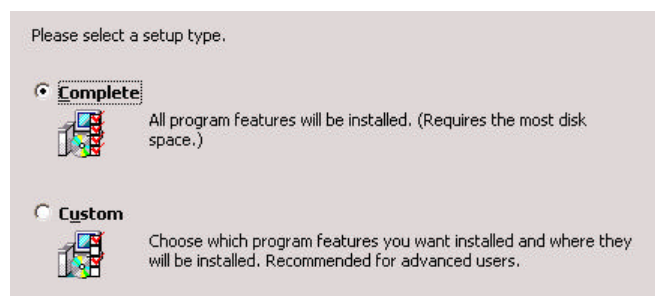 Please select a setup type.
Complete
All program features will be installed. (Requires the most disk
space.)
Custom
Choose which program features you want installed and where they
will be installed. Recommended for advanced users.